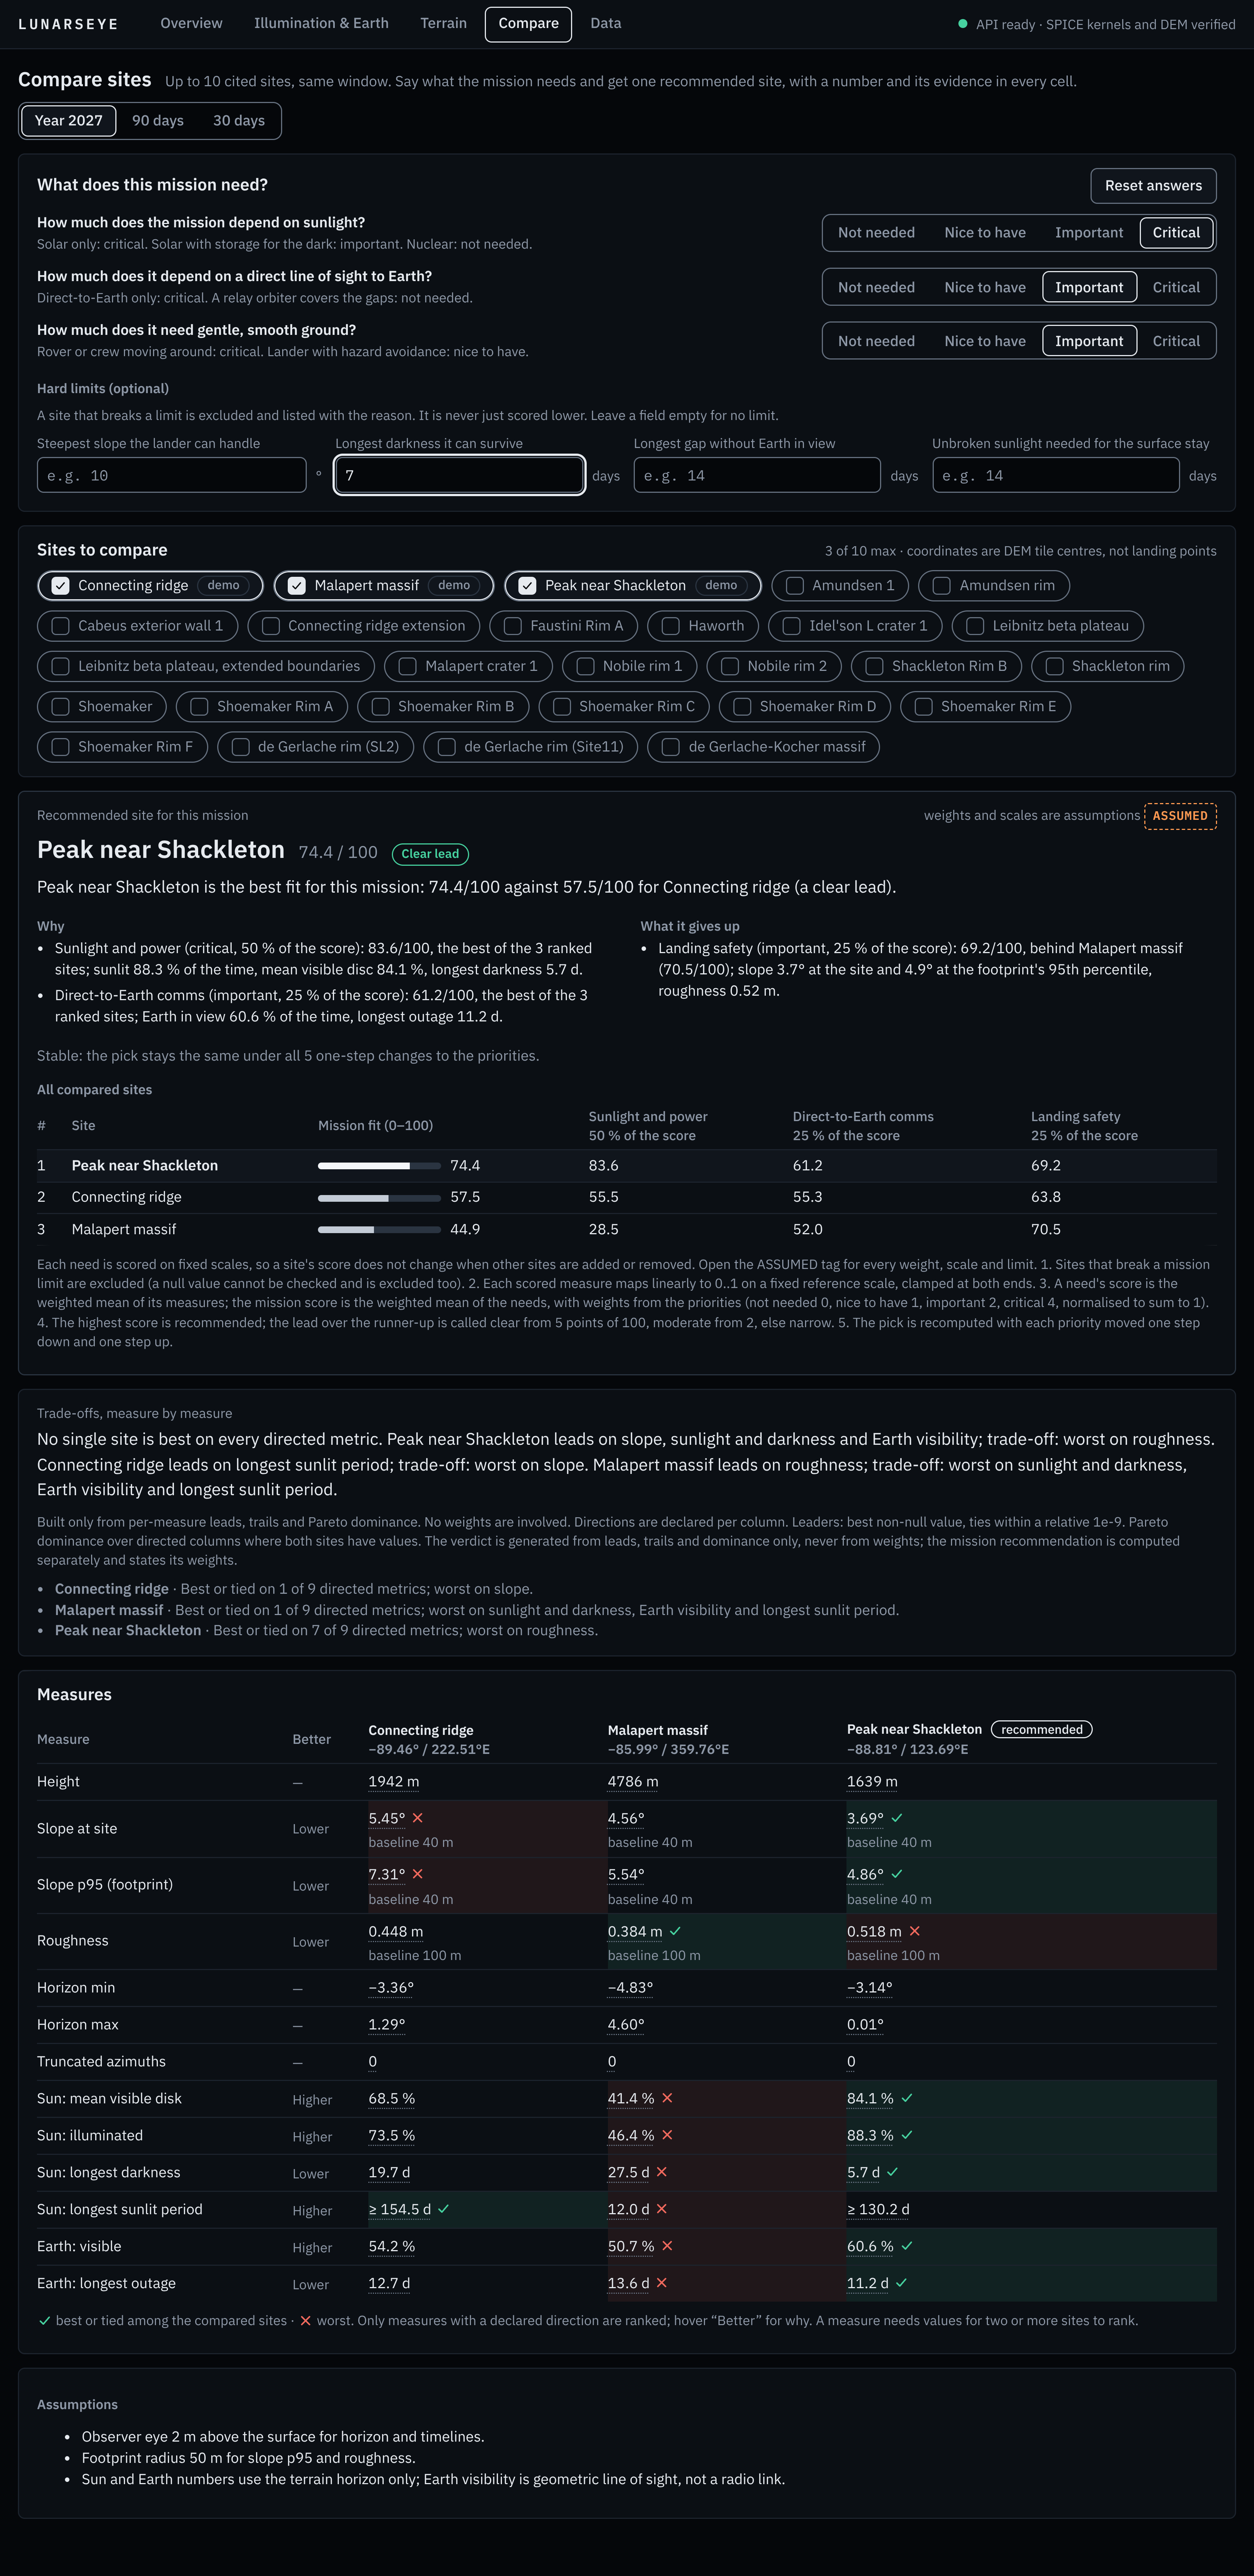 LUNARSEYE
Overview
Illumination & Earth
Terrain
Compare
Data
API ready · SPICE kernels and DEM verified
Compare sites
Up to 10 cited sites, same window. Say what the mission needs and get one recommended site, with a number and its evidence in every cell.
Year 2027
90 days
30 days
What does this mission need?
Reset answers
How much does the mission depend on sunlight?
Solar only: critical. Solar with storage for the dark: important. Nuclear: not needed.
Not needed
Nice to have
Important
Critical
How much does it depend on a direct line of sight to Earth?
Direct-to-Earth only: critical. A relay orbiter covers the gaps: not needed.
Not needed
Nice to have
Important
Critical
How much does it need gentle, smooth ground?
Rover or crew moving around: critical. Lander with hazard avoidance: nice to have.
Not needed
Nice to have
Important
Critical
Hard limits (optional)
A site that breaks a limit is excluded and listed with the reason. It is never just scored lower. Leave a field empty for no limit.
Steepest slope the lander can handle
e.g. 10 °
Longest darkness it can survive
7 days
Longest gap without Earth in view
e.g. 14 days
Unbroken sunlight needed for the surface stay
e.g. 14 days
Sites to compare
3 of 10 max · coordinates are DEM tile centres, not landing points
Connecting ridge demo
Malapert massif demo
Peak near Shackleton demo
Amundsen 1
Amundsen rim
Cabeus exterior wall 1
Connecting ridge extension
Faustini Rim A
Haworth
Idel'son L crater 1
Leibnitz beta plateau
Leibnitz beta plateau, extended boundaries
Malapert crater 1
Nobile rim 1
Nobile rim 2
Shackleton Rim B
Shackleton rim
Shoemaker
Shoemaker Rim A
Shoemaker Rim B
Shoemaker Rim C
Shoemaker Rim D
Shoemaker Rim E
Shoemaker Rim F
de Gerlache rim (SL2)
de Gerlache rim (Site11)
de Gerlache-Kocher massif
Recommended site for this mission
weights and scales are assumptions ASSUMED
Peak near Shackleton 74.4 / 100 Clear lead
Peak near Shackleton is the best fit for this mission: 74.4/100 against 57.5/100 for Connecting ridge (a clear lead).
Why
• Sunlight and power (critical, 50 % of the score): 83.6/100, the best of the 3 ranked
sites; sunlit 88.3 % of the time, mean visible disc 84.1 %, longest darkness 5.7 d.
• Direct-to-Earth comms (important, 25 % of the score): 61.2/100, the best of the 3
ranked sites; Earth in view 60.6 % of the time, longest outage 11.2 d.
What it gives up
• Landing safety (important, 25 % of the score): 69.2/100, behind Malapert massif
(70.5/100); slope 3.7° at the site and 4.9° at the footprint's 95th percentile,
roughness 0.52 m.
Stable: the pick stays the same under all 5 one-step changes to the priorities.
All compared sites
# Site Mission fit (0–100) Sunlight and power Direct-to-Earth comms Landing safety
50 % of the score 25 % of the score 25 % of the score
1 Peak near Shackleton 74.4 83.6 61.2 69.2
2 Connecting ridge 57.5 55.5 55.3 63.8
3 Malapert massif 44.9 28.5 52.0 70.5
Each need is scored on fixed scales, so a site's score does not change when other sites are added or removed. Open the ASSUMED tag for every weight, scale and limit. 1. Sites that break a mission
limit are excluded (a null value cannot be checked and is excluded too). 2. Each scored measure maps linearly to 0..1 on a fixed reference scale, clamped at both ends. 3. A need's score is the
weighted mean of its measures; the mission score is the weighted mean of the needs, with weights from the priorities (not needed 0, nice to have 1, important 2, critical 4, normalised to sum to 1).
4. The highest score is recommended; the lead over the runner-up is called clear from 5 points of 100, moderate from 2, else narrow. 5. The pick is recomputed with each priority moved one step
down and one step up.
Trade-offs, measure by measure
No single site is best on every directed metric. Peak near Shackleton leads on slope, sunlight and darkness and Earth visibility; trade-off: worst on roughness.
Connecting ridge leads on longest sunlit period; trade-off: worst on slope. Malapert massif leads on roughness; trade-off: worst on sunlight and darkness,
Earth visibility and longest sunlit period.
Built only from per-measure leads, trails and Pareto dominance. No weights are involved. Directions are declared per column. Leaders: best non-null value, ties within a relative 1e-9. Pareto
dominance over directed columns where both sites have values. The verdict is generated from leads, trails and dominance only, never from weights; the mission recommendation is computed
separately and states its weights.
• Connecting ridge · Best or tied on 1 of 9 directed metrics; worst on slope.
• Malapert massif · Best or tied on 1 of 9 directed metrics; worst on sunlight and darkness, Earth visibility and longest sunlit period.
• Peak near Shackleton · Best or tied on 7 of 9 directed metrics; worst on roughness.
Measures
Measure Better Connecting ridge Malapert massif Peak near Shackleton recommended
−89.46° / 222.51°E −85.99° / 359.76°E −88.81° / 123.69°E
Height — 1942 m 4786 m 1639 m
Slope at site Lower 5.45° ✕ 4.56° 3.69° ✓
baseline 40 m baseline 40 m baseline 40 m
Slope p95 (footprint) Lower 7.31° ✕ 5.54° 4.86° ✓
baseline 40 m baseline 40 m baseline 40 m
Roughness Lower 0.448 m 0.384 m ✓ 0.518 m ✕
baseline 100 m baseline 100 m baseline 100 m
Horizon min — −3.36° −4.83° −3.14°
Horizon max — 1.29° 4.60° 0.01°
Truncated azimuths — 0 0 0
Sun: mean visible disk Higher 68.5 % 41.4 % ✕ 84.1 % ✓
Sun: illuminated Higher 73.5 % 46.4 % ✕ 88.3 % ✓
Sun: longest darkness Lower 19.7 d 27.5 d ✕ 5.7 d ✓
Sun: longest sunlit period Higher ≥ 154.5 d ✓ 12.0 d ✕ ≥ 130.2 d
Earth: visible Higher 54.2 % 50.7 % ✕ 60.6 % ✓
Earth: longest outage Lower 12.7 d 13.6 d ✕ 11.2 d ✓
✓ best or tied among the compared sites · ✕ worst. Only measures with a declared direction are ranked; hover “Better” for why. A measure needs values for two or more sites to rank.
Assumptions
• Observer eye 2 m above the surface for horizon and timelines.
• Footprint radius 50 m for slope p95 and roughness.
• Sun and Earth numbers use the terrain horizon only; Earth visibility is geometric line of sight, not a radio link.